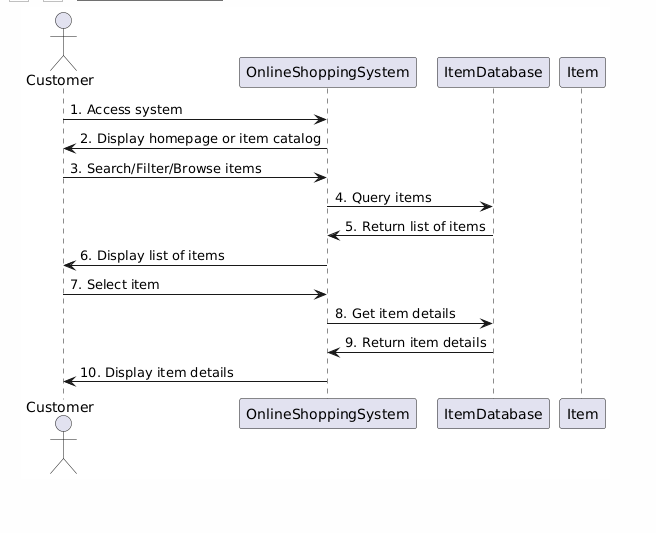 Customer
OnlineShoppingSystem
ItemDatabase
Item
1. Access system
2. Display homepage or item catalog
3. Search/Filter/Browse items
4. Query items
5. Return list of items
6. Display list of items
7. Select item
8. Get item details
9. Return item details
10. Display item details
Customer
OnlineShoppingSystem
ItemDatabase
Item